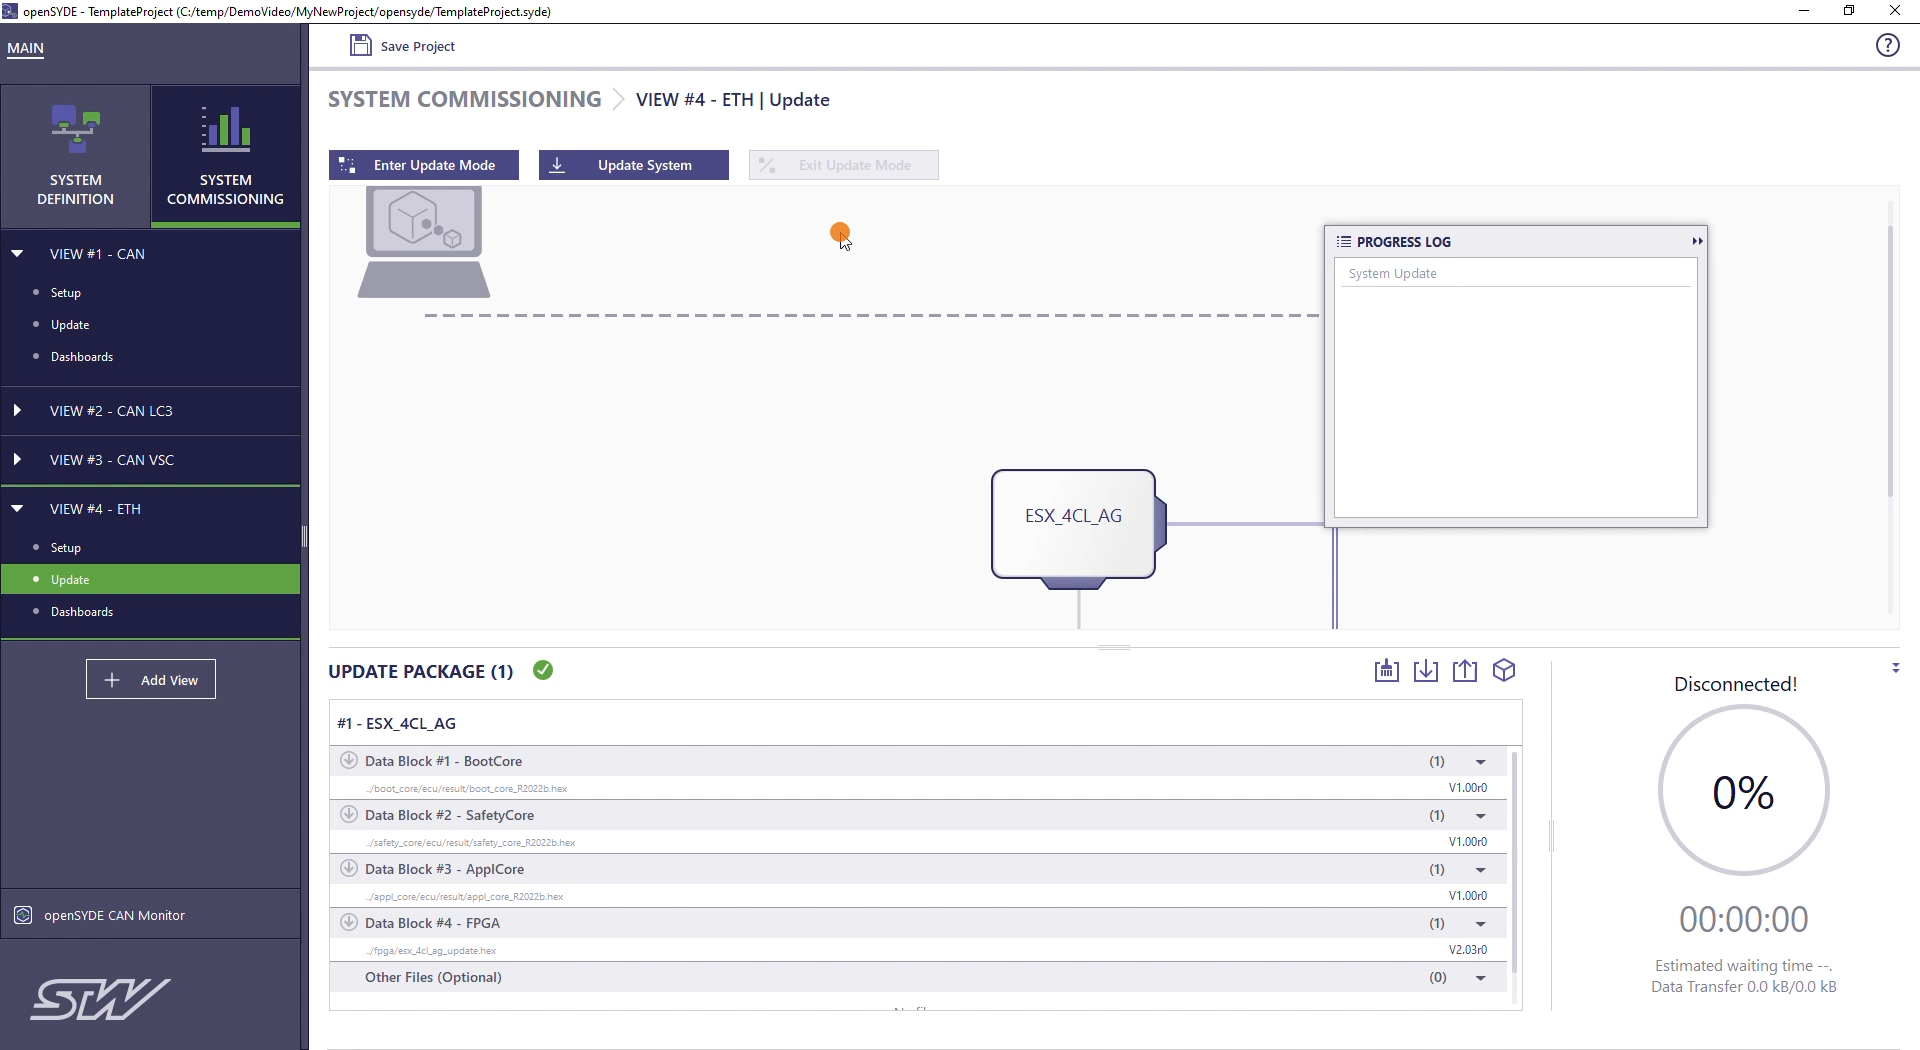 openSYDE - TemplateProject (C:/temp/DemoVideo/MyNewProject/opensyde/TemplateProject.syde)
MAIN
Save Project
?
SYSTEM DEFINITION
SYSTEM COMMISSIONING
VIEW #1 - CAN
Setup
Update
Dashboards
VIEW #2 - CAN LC3
VIEW #3 - CAN VSC
VIEW #4 - ETH
Setup
Update
Dashboards
Add View
openSYDE CAN Monitor
STW
SYSTEM COMMISSIONING
VIEW #4 - ETH | Update
Enter Update Mode
Update System
Exit Update Mode
PROGRESS LOG
System Update
ESX_4CL_AG
UPDATE PACKAGE (1)
#1 - ESX_4CL_AG
Data Block #1 - BootCore (1)
../boot_core/ecu/result/boot_core_R2022b.hex V1.00r0
Data Block #2 - SafetyCore (1)
../safety_core/ecu/result/safety_core_R2022b.hex V1.00r0
Data Block #3 - ApplCore (1)
../appl_core/ecu/result/appl_core_R2022b.hex V1.00r0
Data Block #4 - FPGA (1)
../fpga/esx_4cl_ag_update.hex V2.03r0
Other Files (Optional) (0)
Disconnected!
0%
00:00:00
Estimated waiting time --.
Data Transfer 0.0 kB/0.0 kB